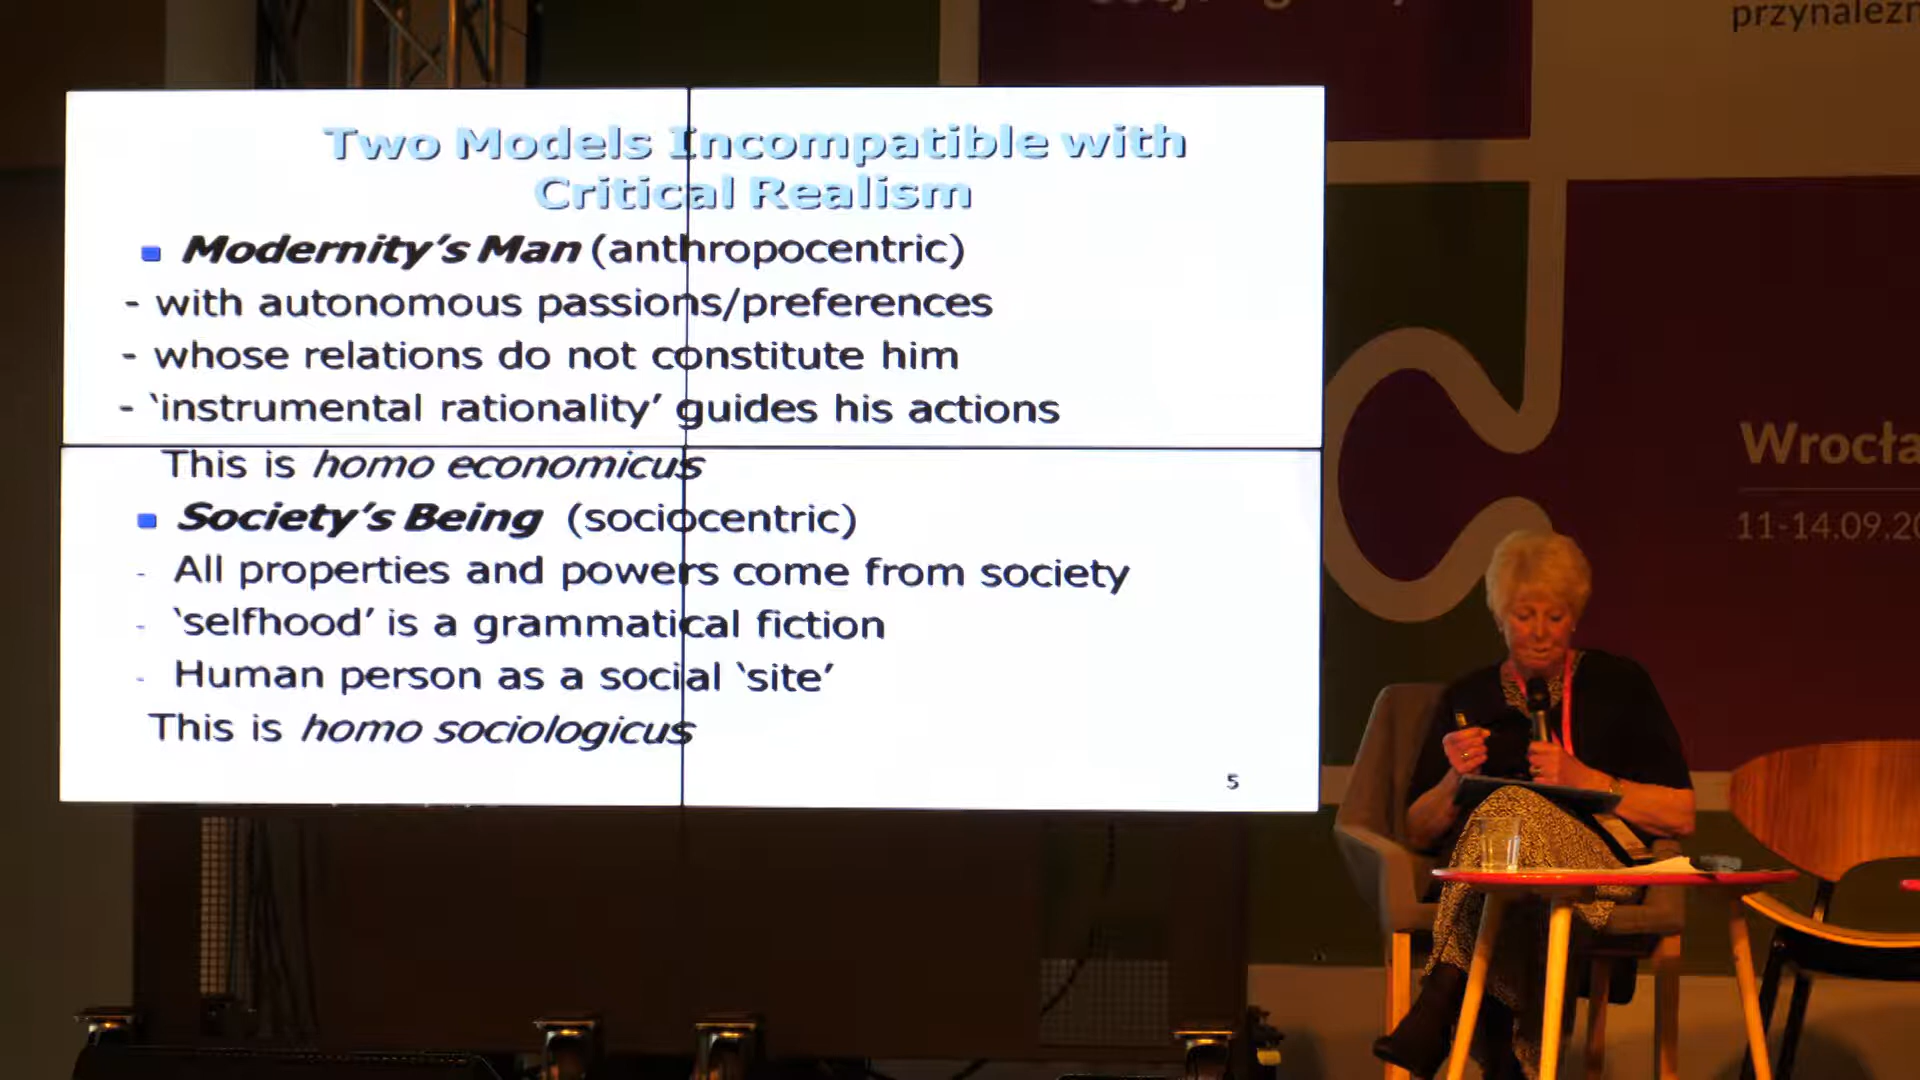 Two Models Incompatible with
Critical Realism
Modernity's Man (anthropocentric)
- with autonomous passions/preferences
- whose relations do not constitute him
- ‘instrumental rationality’ guides his actions
This is homo economicus
Society's Being (sociocentric)
- All properties and powers come from society
- ‘selfhood’ is a grammatical fiction
- Human person as a social ‘site’
This is homo sociologicus
5
11-14.09.20